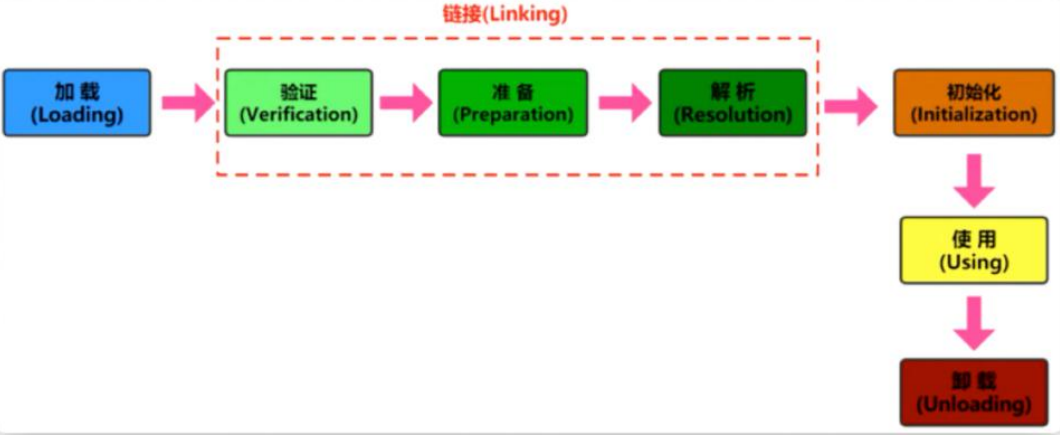 链接(Linking)
加 载
(Loading)
验证
(Verification)
准 备
(Preparation)
解 析
(Resolution)
初始化
(Initialization)
使 用
(Using)
卸 载
(Unloading)